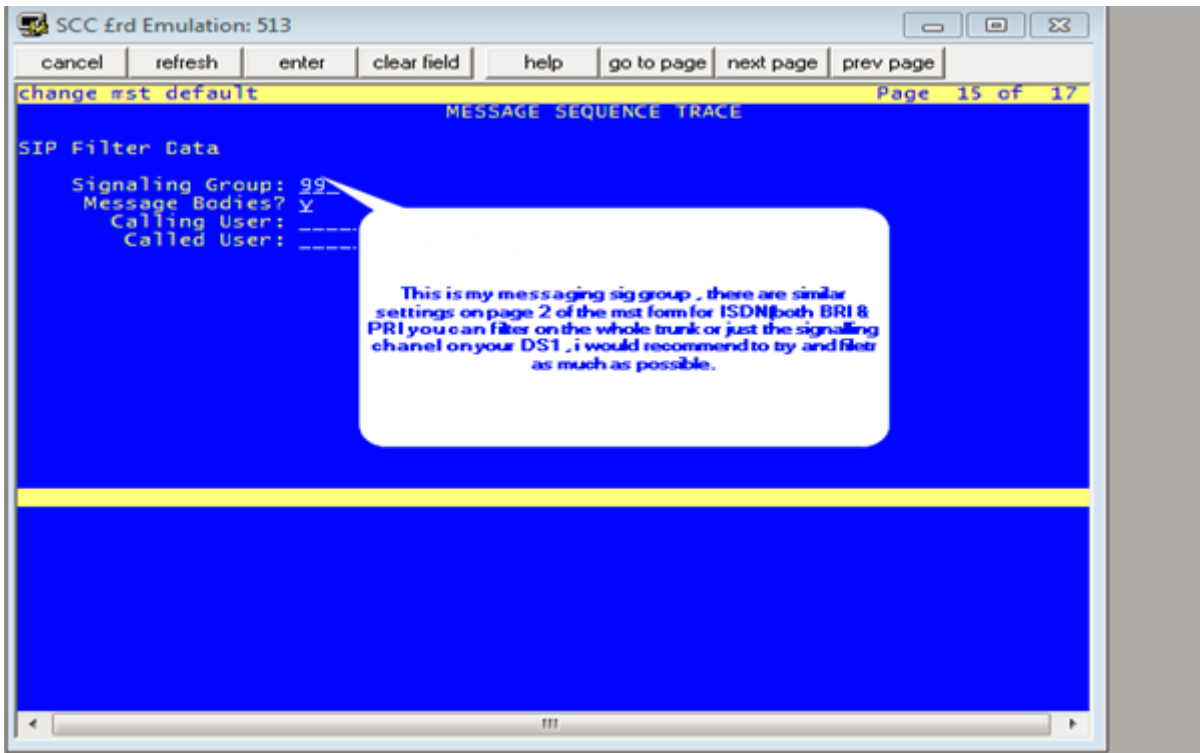 SCC £rd Emulation: 513
cancel refresh enter clear field help go to page next page prev page
change mst default Page 15 of 17
MESSAGE SEQUENCE TRACE
SIP Filter Data
Signaling Group: 99_
Message Bodies? y
Calling User: _____
Called User: _____
This is my messaging sig group , there are similar
settings on page 2 of the mst form for ISDN(both BRI &
PRI you can filter on the whole trunk or just the signalling
chanel on your DS1 , i would recommend to try and filetr
as much as possible.